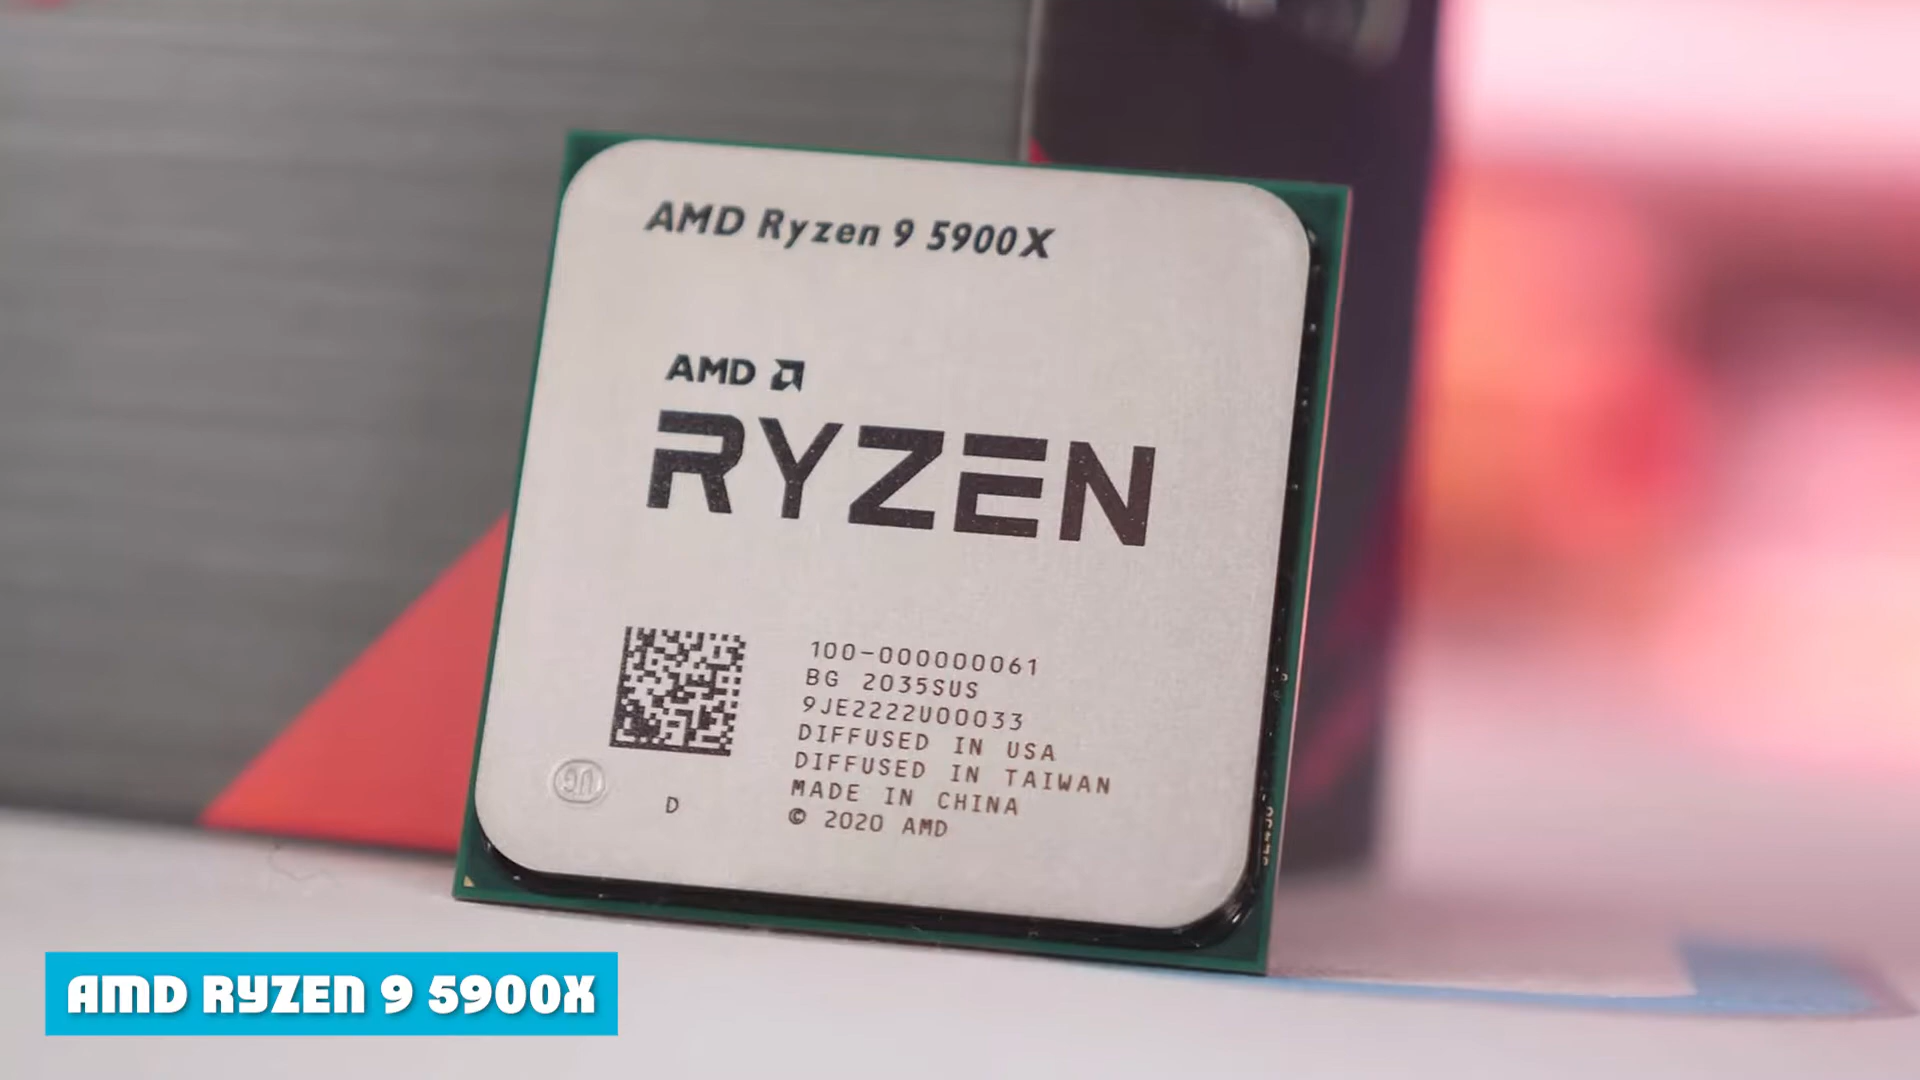 AMD Ryzen 9 5900X
AMD
RYZEN
100-000000061
BG 2035SUS
9JE2222U00033
DIFFUSED IN USA
DIFFUSED IN TAIWAN
MADE IN CHINA
© 2020 AMD
D
AMD RYZEN 9 5900X